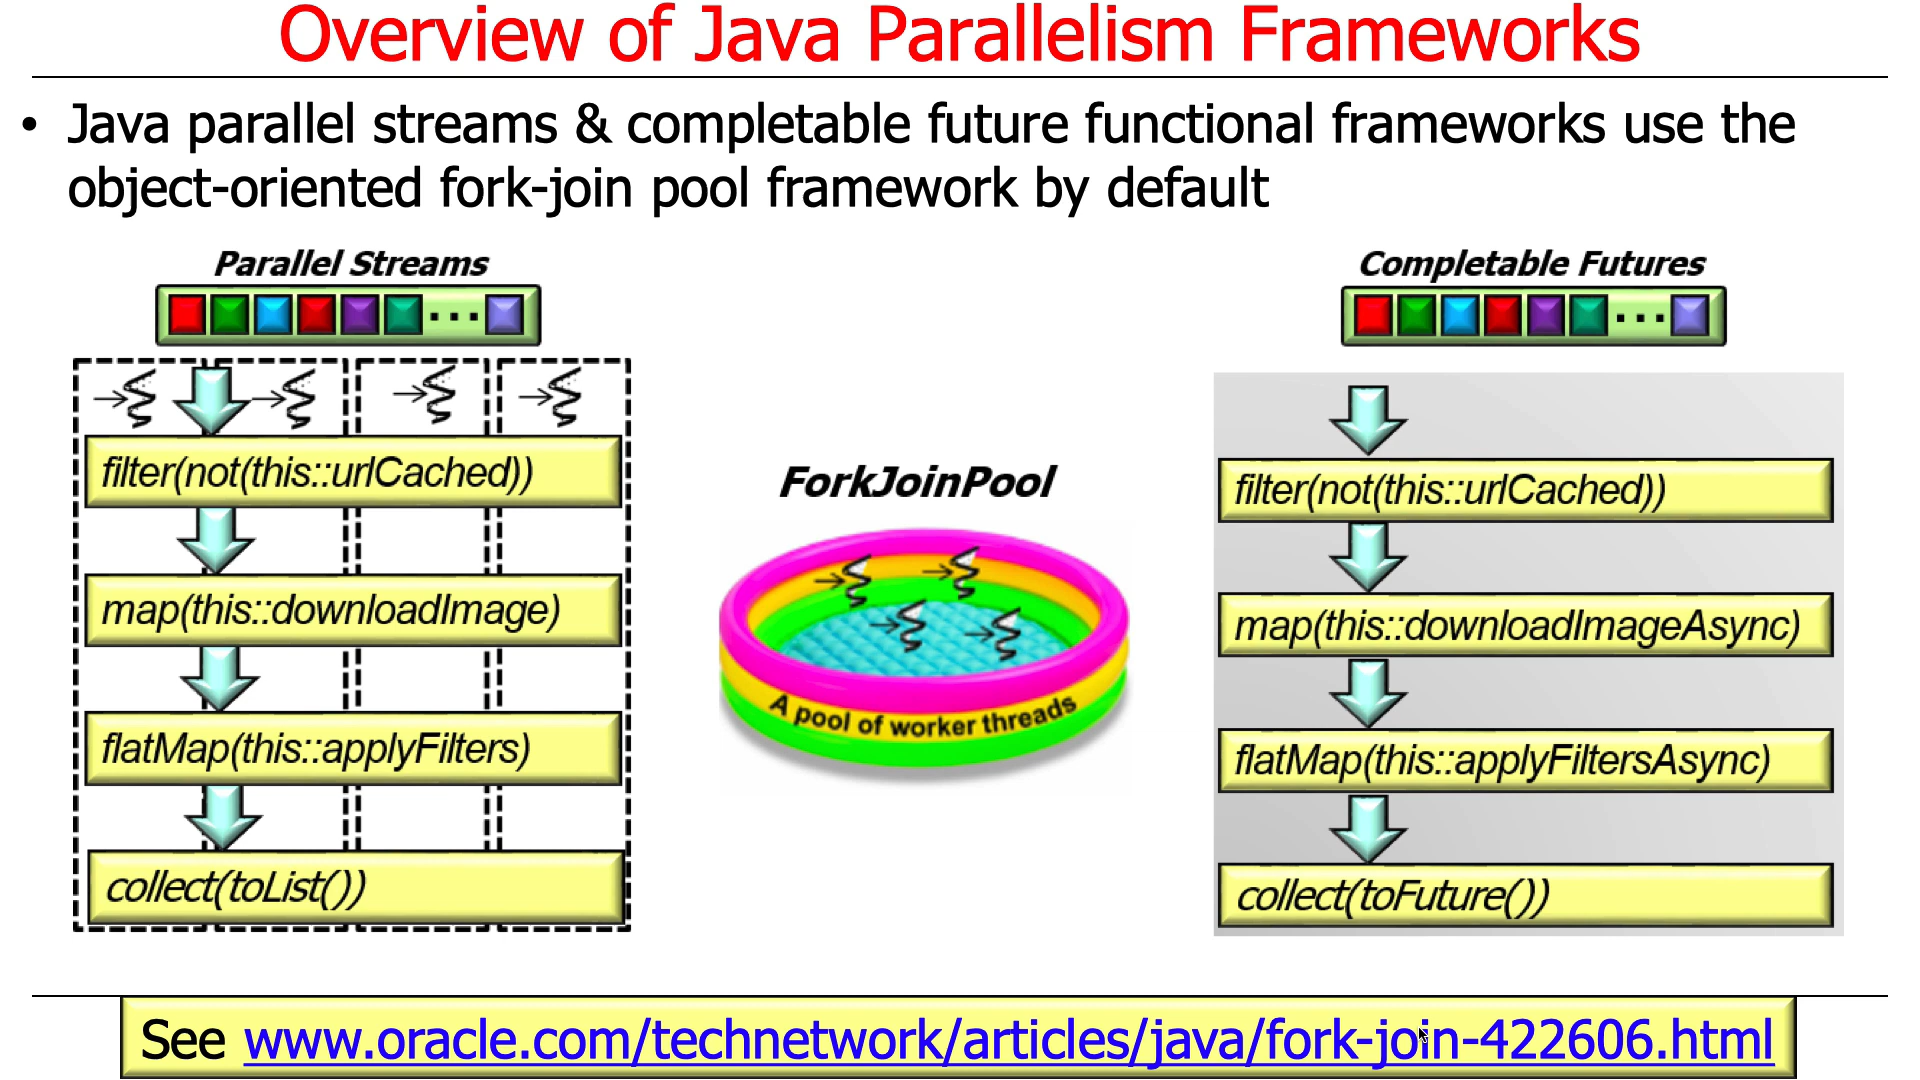 Overview of Java Parallelism Frameworks
• Java parallel streams & completable future functional frameworks use the
object-oriented fork-join pool framework by default
Parallel Streams
filter(not(this::urlCached))
map(this::downloadImage)
flatMap(this::applyFilters)
collect(toList())
ForkJoinPool
A pool of worker threads
Completable Futures
filter(not(this::urlCached))
map(this::downloadImageAsync)
flatMap(this::applyFiltersAsync)
collect(toFuture())
See www.oracle.com/technetwork/articles/java/fork-join-422606.html